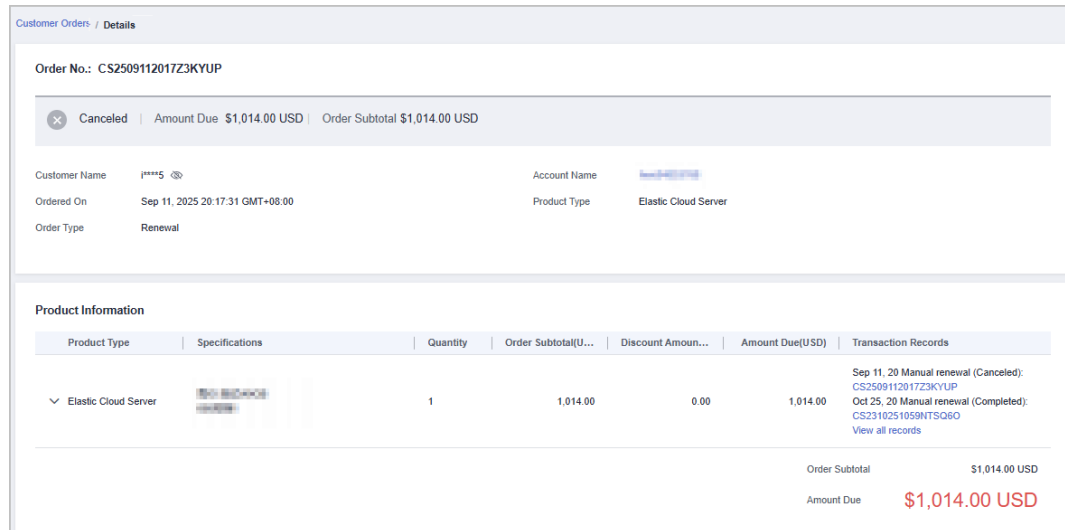 Customer Orders / Details
Order No.: CS2509112017Z3KYUP
Canceled | Amount Due $1,014.00 USD | Order Subtotal $1,014.00 USD
Customer Name i****5 Account Name
Ordered On Sep 11, 2025 20:17:31 GMT+08:00 Product Type Elastic Cloud Server
Order Type Renewal
Product Information
Product Type Specifications Quantity Order Subtotal(U... Discount Amoun... Amount Due(USD) Transaction Records
Sep 11, 20 Manual renewal (Canceled):
CS2509112017Z3KYUP
Elastic Cloud Server 1 1,014.00 0.00 1,014.00
Oct 25, 20 Manual renewal (Completed):
CS2310251059NTSQ6O
View all records
Order Subtotal $1,014.00 USD
Amount Due $1,014.00 USD